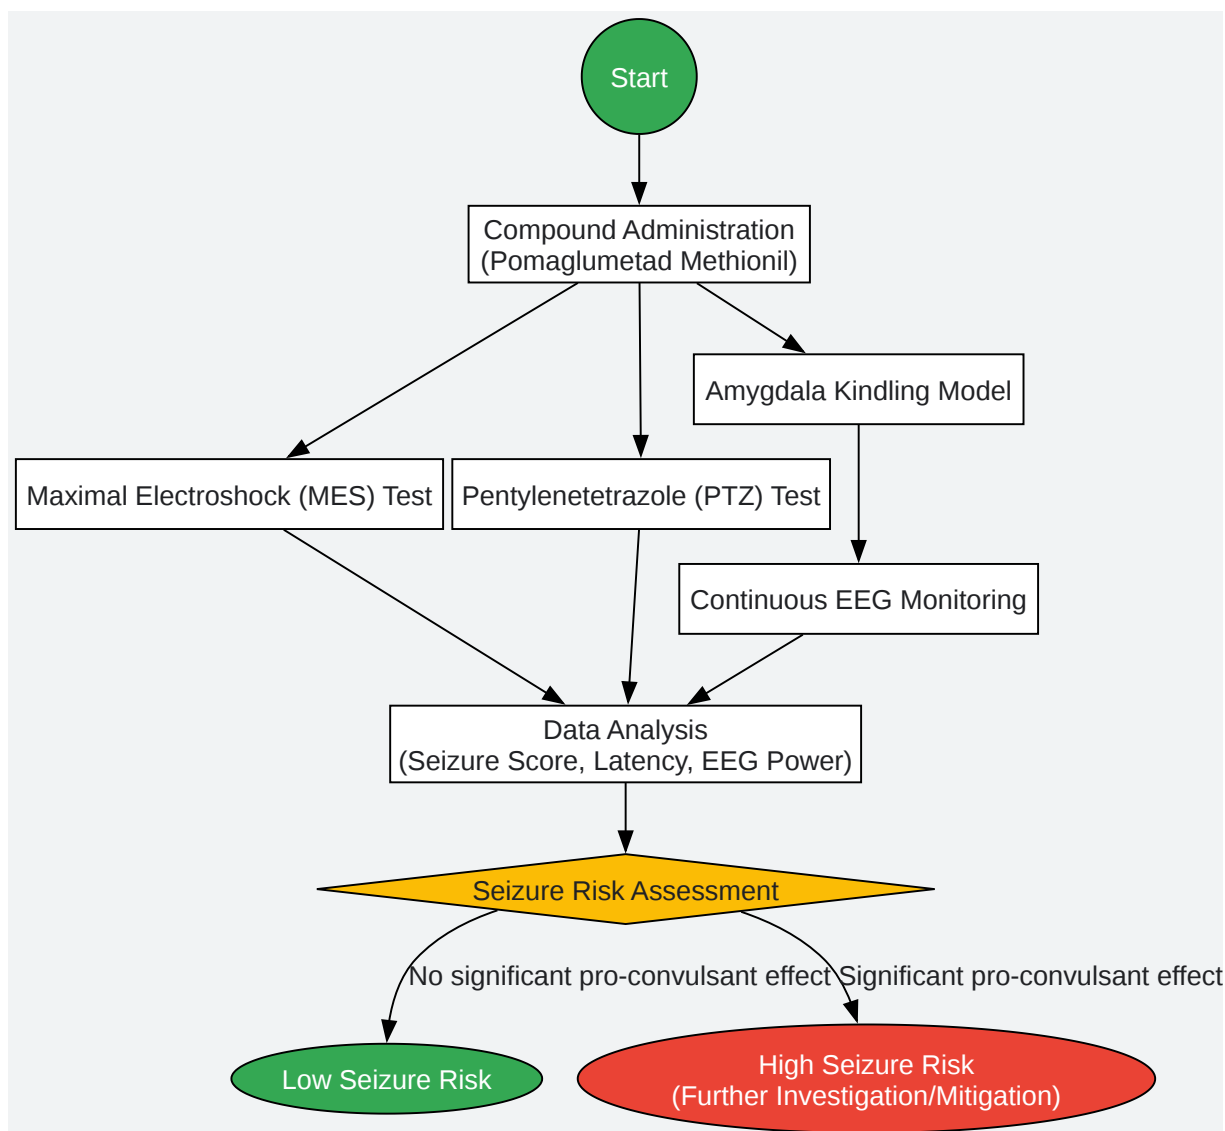 Start
Compound Administration
(Pomaglumetad Methionil)
Amygdala Kindling Model
Maximal Electroshock (MES) Test
Pentylenetetrazole (PTZ) Test
Continuous EEG Monitoring
Data Analysis
(Seizure Score, Latency, EEG Power)
Seizure Risk Assessment
No significant pro-convulsant effect
Significant pro-convulsant effect
Low Seizure Risk
High Seizure Risk
(Further Investigation/Mitigation)